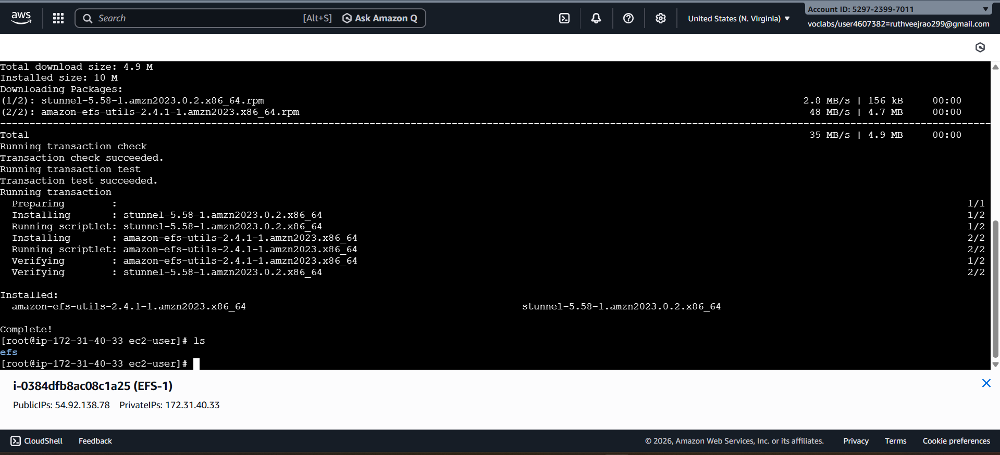 aws
Search [Alt+S] Ask Amazon Q
United States (N. Virginia) ▼
Account ID: 5297-2399-7011
voclabs/user4607382=ruthveejrao299@gmail.com
Total download size: 4.9 M
Installed size: 10 M
Downloading Packages:
(1/2): stunnel-5.58-1.amzn2023.0.2.x86_64.rpm 2.8 MB/s | 156 kB 00:00
(2/2): amazon-efs-utils-2.4.1-1.amzn2023.x86_64.rpm 48 MB/s | 4.7 MB 00:00
Total 35 MB/s | 4.9 MB 00:00
Running transaction check
Transaction check succeeded.
Running transaction test
Transaction test succeeded.
Running transaction
Preparing : 1/1
Installing : stunnel-5.58-1.amzn2023.0.2.x86_64 1/2
Running scriptlet: stunnel-5.58-1.amzn2023.0.2.x86_64 1/2
Installing : amazon-efs-utils-2.4.1-1.amzn2023.x86_64 2/2
Running scriptlet: amazon-efs-utils-2.4.1-1.amzn2023.x86_64 2/2
Verifying : amazon-efs-utils-2.4.1-1.amzn2023.x86_64 1/2
Verifying : stunnel-5.58-1.amzn2023.0.2.x86_64 2/2
Installed:
amazon-efs-utils-2.4.1-1.amzn2023.x86_64 stunnel-5.58-1.amzn2023.0.2.x86_64
Complete!
[root@ip-172-31-40-33 ec2-user]# ls
efs
[root@ip-172-31-40-33 ec2-user]#
i-0384dfb8ac08c1a25 (EFS-1)
PublicIPs: 54.92.138.78 PrivateIPs: 172.31.40.33
CloudShell Feedback © 2026, Amazon Web Services, Inc. or its affiliates. Privacy Terms Cookie preferences